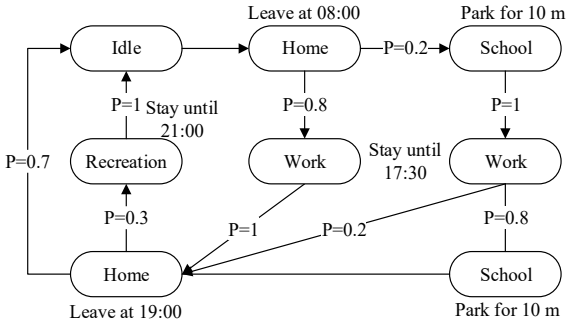 Leave at 08:00
Park for 10 m
Idle
Home
P=0.2
School
P=1
Stay until
21:00
P=0.8
P=1
P=0.7
Recreation
Work
Stay until
17:30
Work
P=0.3
P=1
P=0.2
P=0.8
Home
School
Leave at 19:00
Park for 10 m